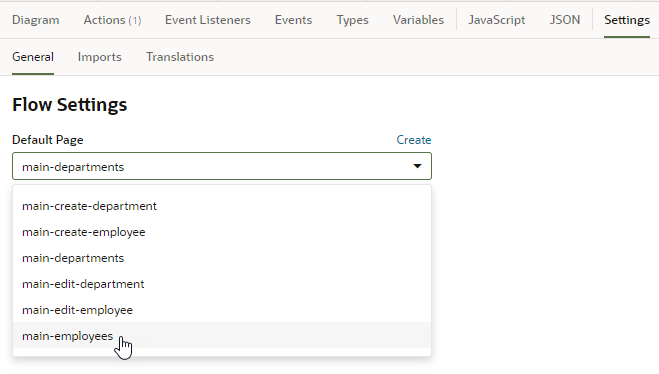 Diagram Actions (1) Event Listeners Events Types Variables JavaScript JSON Settings
General Imports Translations
Flow Settings
Default Page Create
main-departments
main-create-department
main-create-employee
main-departments
main-edit-department
main-edit-employee
main-employees